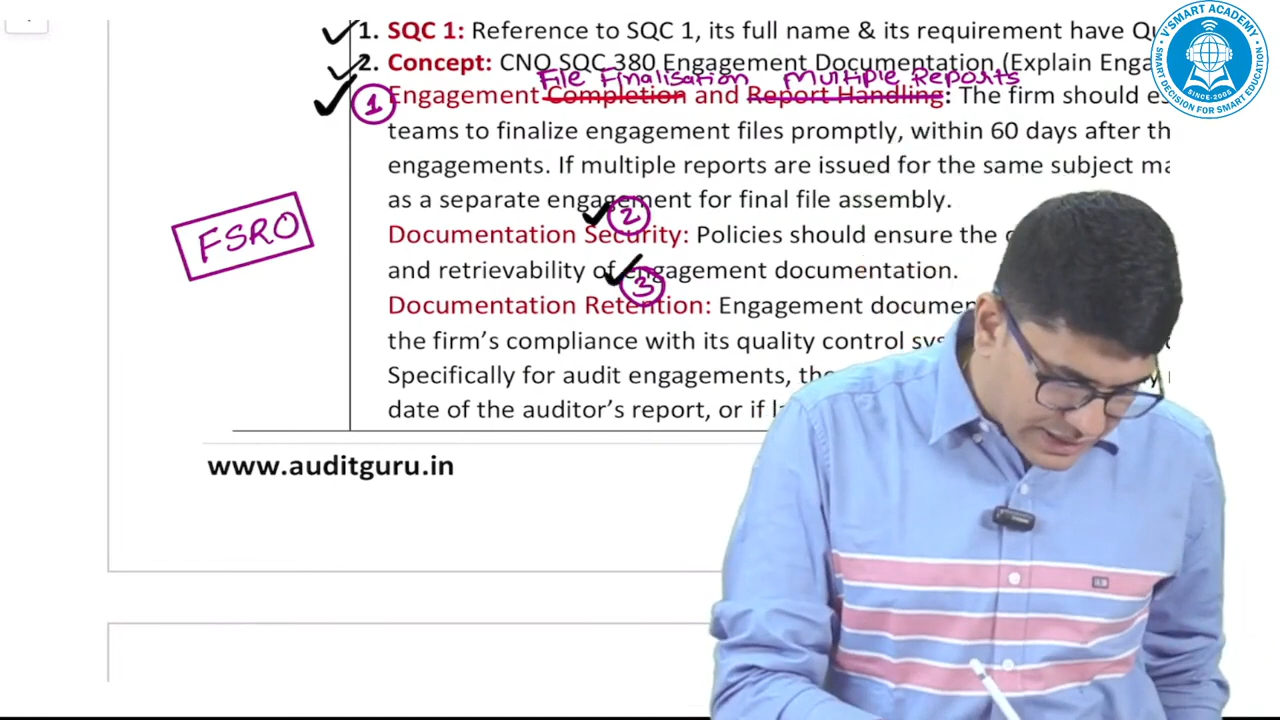 1. SQC 1: Reference to SQC 1, its full name & its requirement have Qu
2. Concept: CNO SQC 380 Engagement Documentation (Explain Enga
File Finalisation Multiple Reports
1 Engagement Completion and Report Handling: The firm should es
teams to finalize engagement files promptly, within 60 days after th
engagements. If multiple reports are issued for the same subject ma
as a separate engagement for final file assembly.
2
Documentation Security: Policies should ensure the
and retrievability of engagement documentation.
3
Documentation Retention: Engagement documen
the firm's compliance with its quality control sys
Specifically for audit engagements, the
date of the auditor's report, or if la
FSRO
www.auditguru.in
V'SMART ACADEMY
SINCE-2005
SMART DECISION FOR SMART EDUCATION